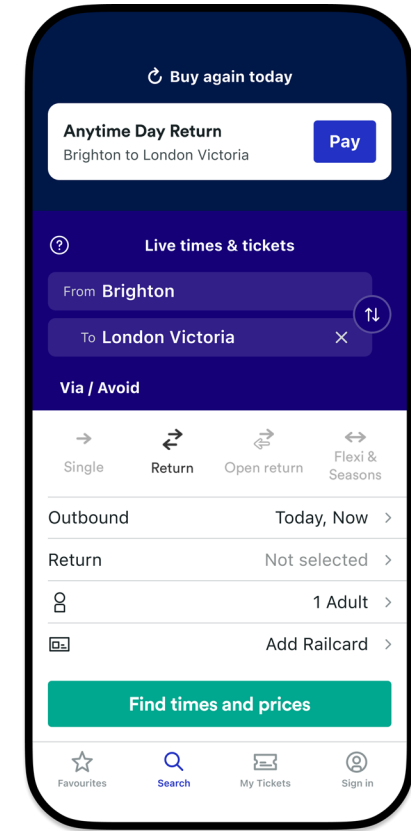 Buy again today
Anytime Day Return
Brighton to London Victoria
Pay
Live times & tickets
From Brighton
To London Victoria
Via / Avoid
Single
Return
Open return
Flexi &
Seasons
Outbound
Today, Now
Return
Not selected
1 Adult
Add Railcard
Find times and prices
Favourites
Search
My Tickets
Sign in